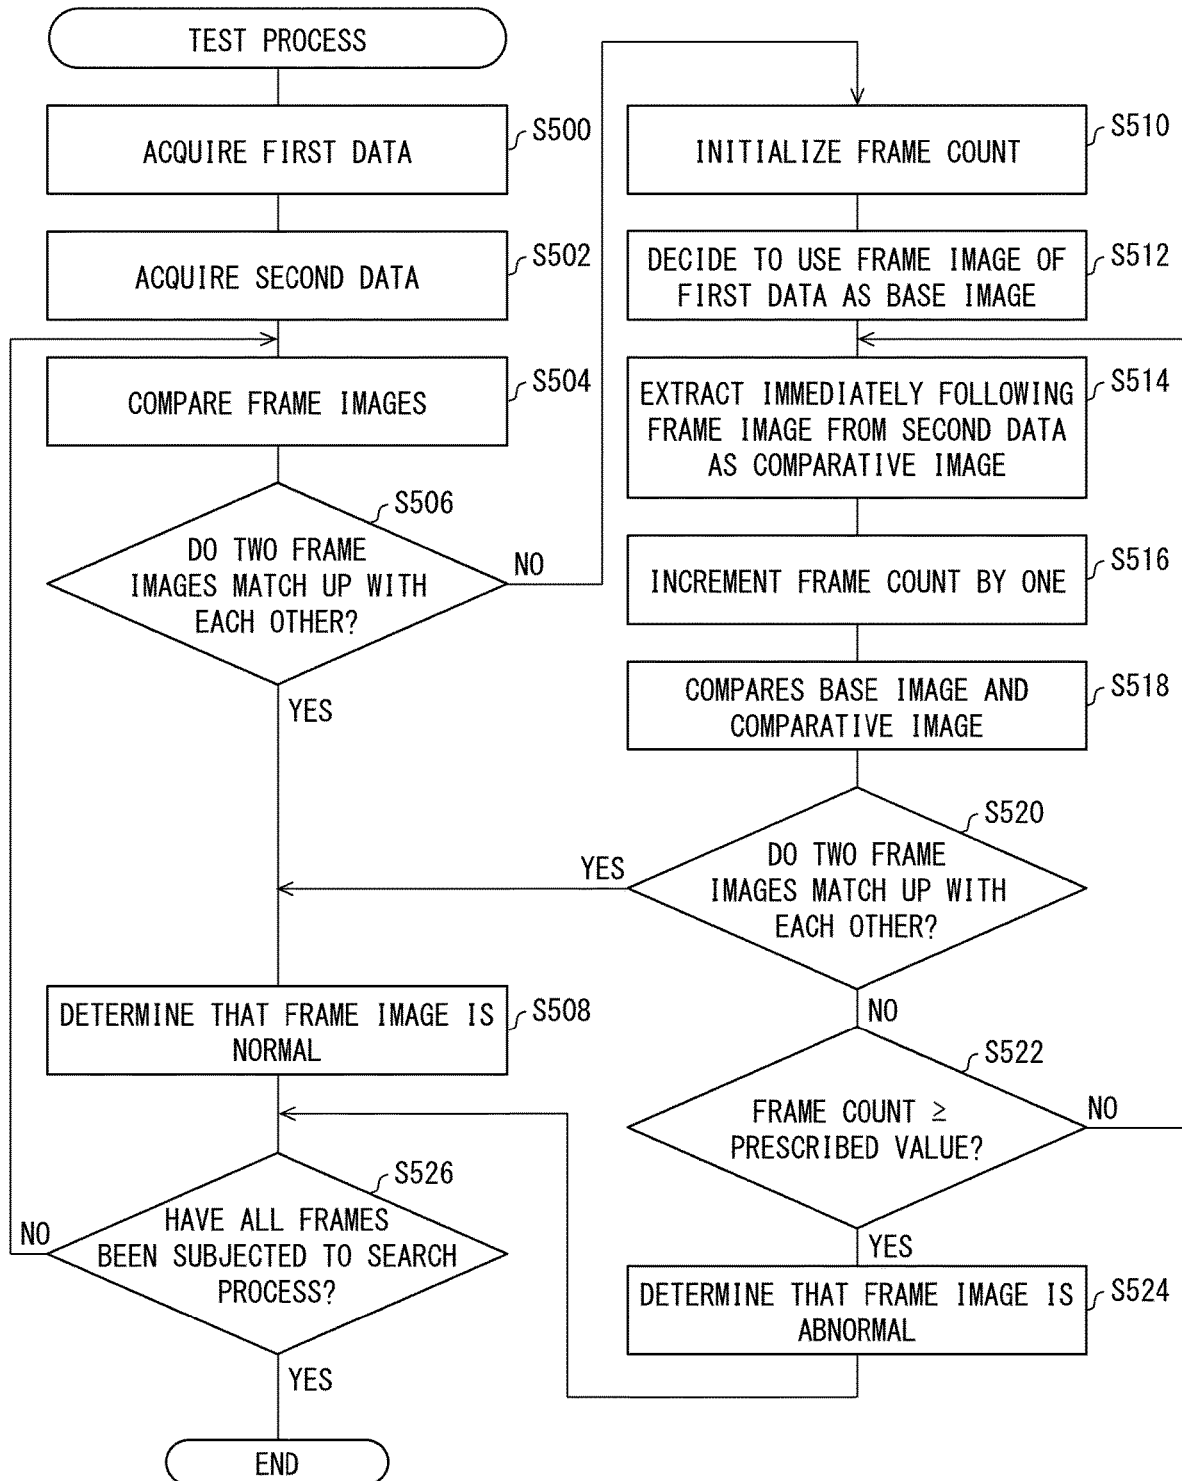 TEST PROCESS
ACQUIRE FIRST DATA
S500
ACQUIRE SECOND DATA
S502
COMPARE FRAME IMAGES
S504
DO TWO FRAME
IMAGES MATCH UP WITH
EACH OTHER?
S506
NO
YES
DETERMINE THAT FRAME IMAGE IS
NORMAL
S508
HAVE ALL FRAMES
BEEN SUBJECTED TO SEARCH
PROCESS?
S526
NO
YES
END
INITIALIZE FRAME COUNT
S510
DECIDE TO USE FRAME IMAGE OF
FIRST DATA AS BASE IMAGE
S512
EXTRACT IMMEDIATELY FOLLOWING
FRAME IMAGE FROM SECOND DATA
AS COMPARATIVE IMAGE
S514
INCREMENT FRAME COUNT BY ONE
S516
COMPARES BASE IMAGE AND
COMPARATIVE IMAGE
S518
DO TWO FRAME
IMAGES MATCH UP WITH
EACH OTHER?
S520
YES
NO
FRAME COUNT ≥
PRESCRIBED VALUE?
S522
NO
YES
DETERMINE THAT FRAME IMAGE IS
ABNORMAL
S524